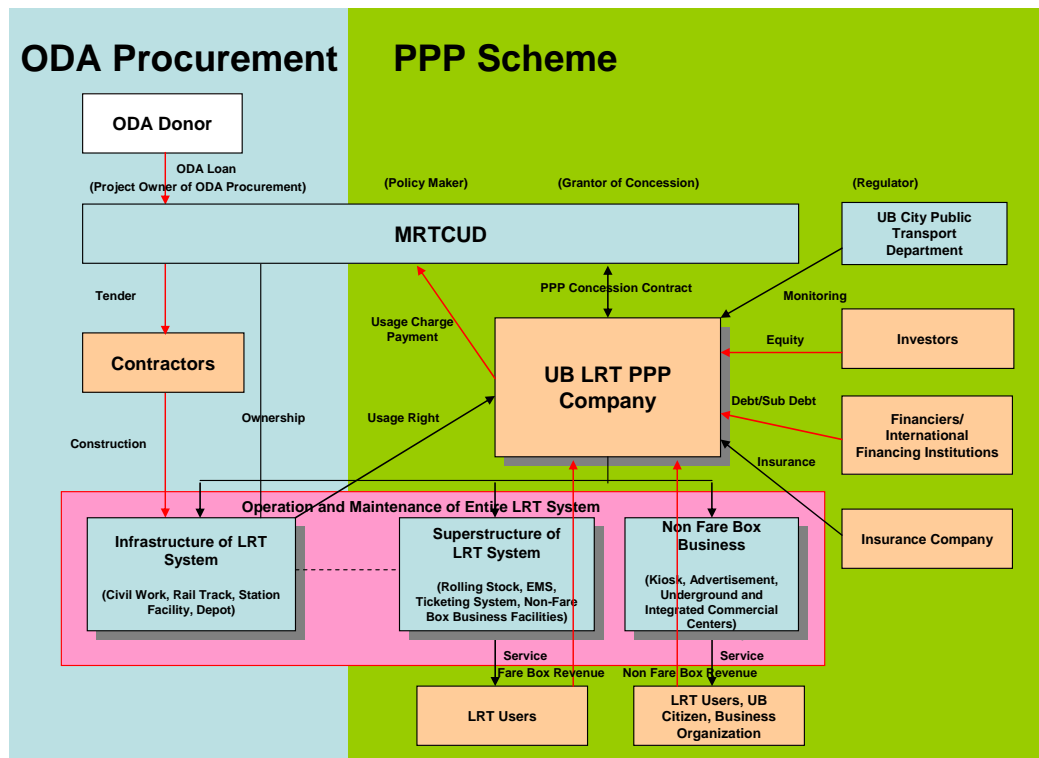 ODA Procurement
PPP Scheme
ODA Donor
ODA Loan
(Project Owner of ODA Procurement)
(Policy Maker)
(Grantor of Concession)
(Regulator)
MRTCUD
UB City Public
Transport
Department
Tender
PPP Concession Contract
Monitoring
Usage Charge
Payment
Equity
Investors
Contractors
UB LRT PPP
Company
Debt/Sub Debt
Ownership
Usage Right
Financiers/
International
Financing Institutions
Construction
Insurance
Operation and Maintenance of Entire LRT System
Infrastructure of LRT
System
(Civil Work, Rail Track, Station
Facility, Depot)
Superstructure of
LRT System
(Rolling Stock, EMS,
Ticketing System, Non-Fare
Box Business Facilities)
Non Fare Box
Business
(Kiosk, Advertisement,
Underground and
Integrated Commercial
Centers)
Insurance Company
Service
Service
Fare Box Revenue
Non Fare Box Revenue
LRT Users
LRT Users, UB
Citizen, Business
Organization